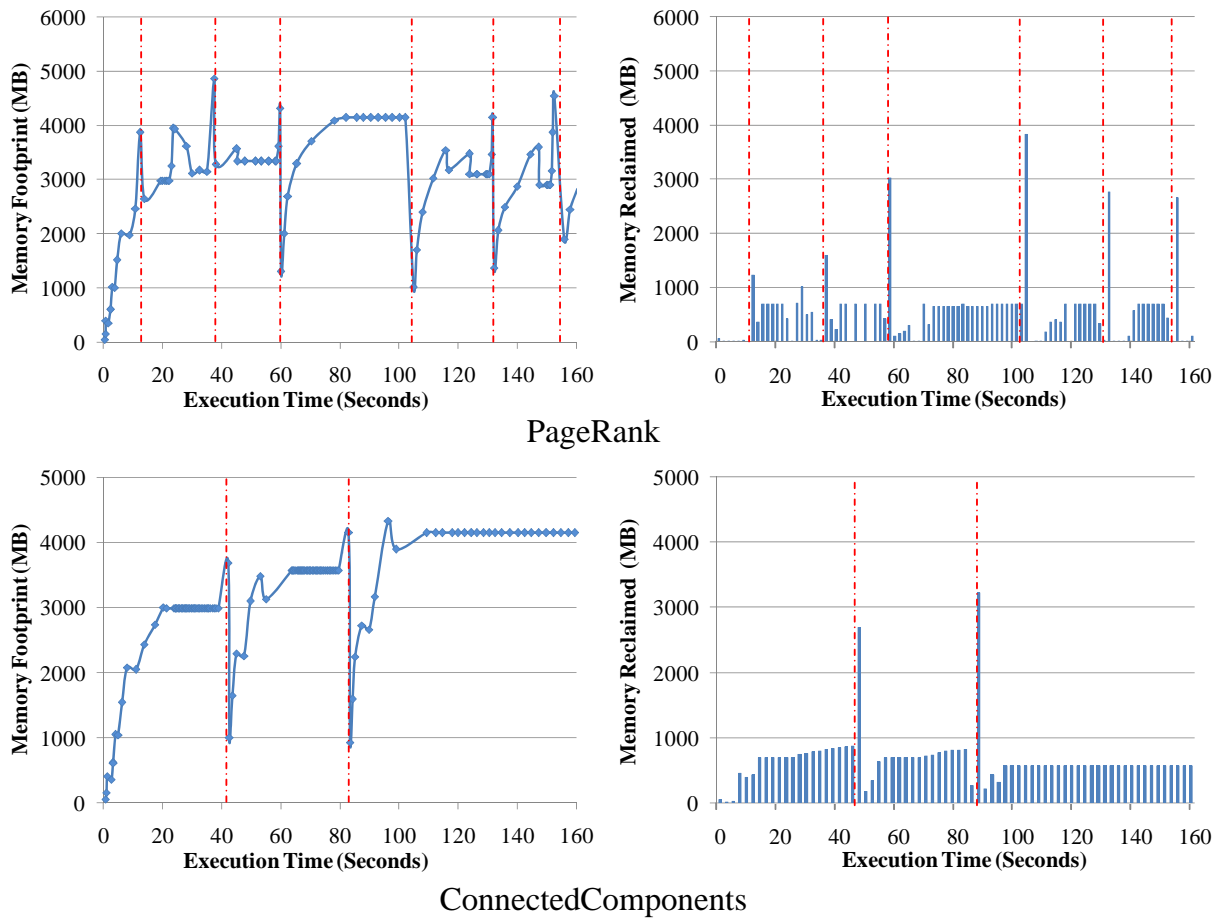 6000
5000
4000
3000
2000
1000
0
Memory Footprint (MB)
0 20 40 60 80 100 120 140 160
Execution Time (Seconds)
6000
5000
4000
3000
2000
1000
0
Memory Reclaimed (MB)
0 20 40 60 80 100 120 140 160
Execution Time (Seconds)
PageRank
5000
4000
3000
2000
1000
0
Memory Footprint (MB)
0 20 40 60 80 100 120 140 160
Execution Time (Seconds)
5000
4000
3000
2000
1000
0
Memory Reclaimed (MB)
0 20 40 60 80 100 120 140 160
Execution Time (Seconds)
ConnectedComponents